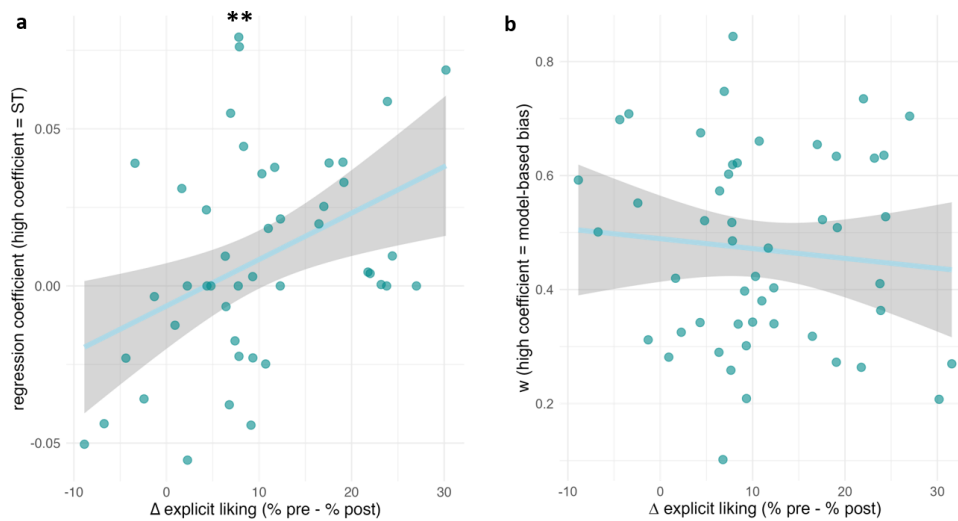 a
**
regression coefficient (high coefficient = ST)
0.05
0.00
-0.05
-10 0 10 20 30
Δ explicit liking (% pre - % post)
b
w (high coefficient = model-based bias)
0.8
0.6
0.4
0.2
-10 0 10 20 30
Δ explicit liking (% pre - % post)